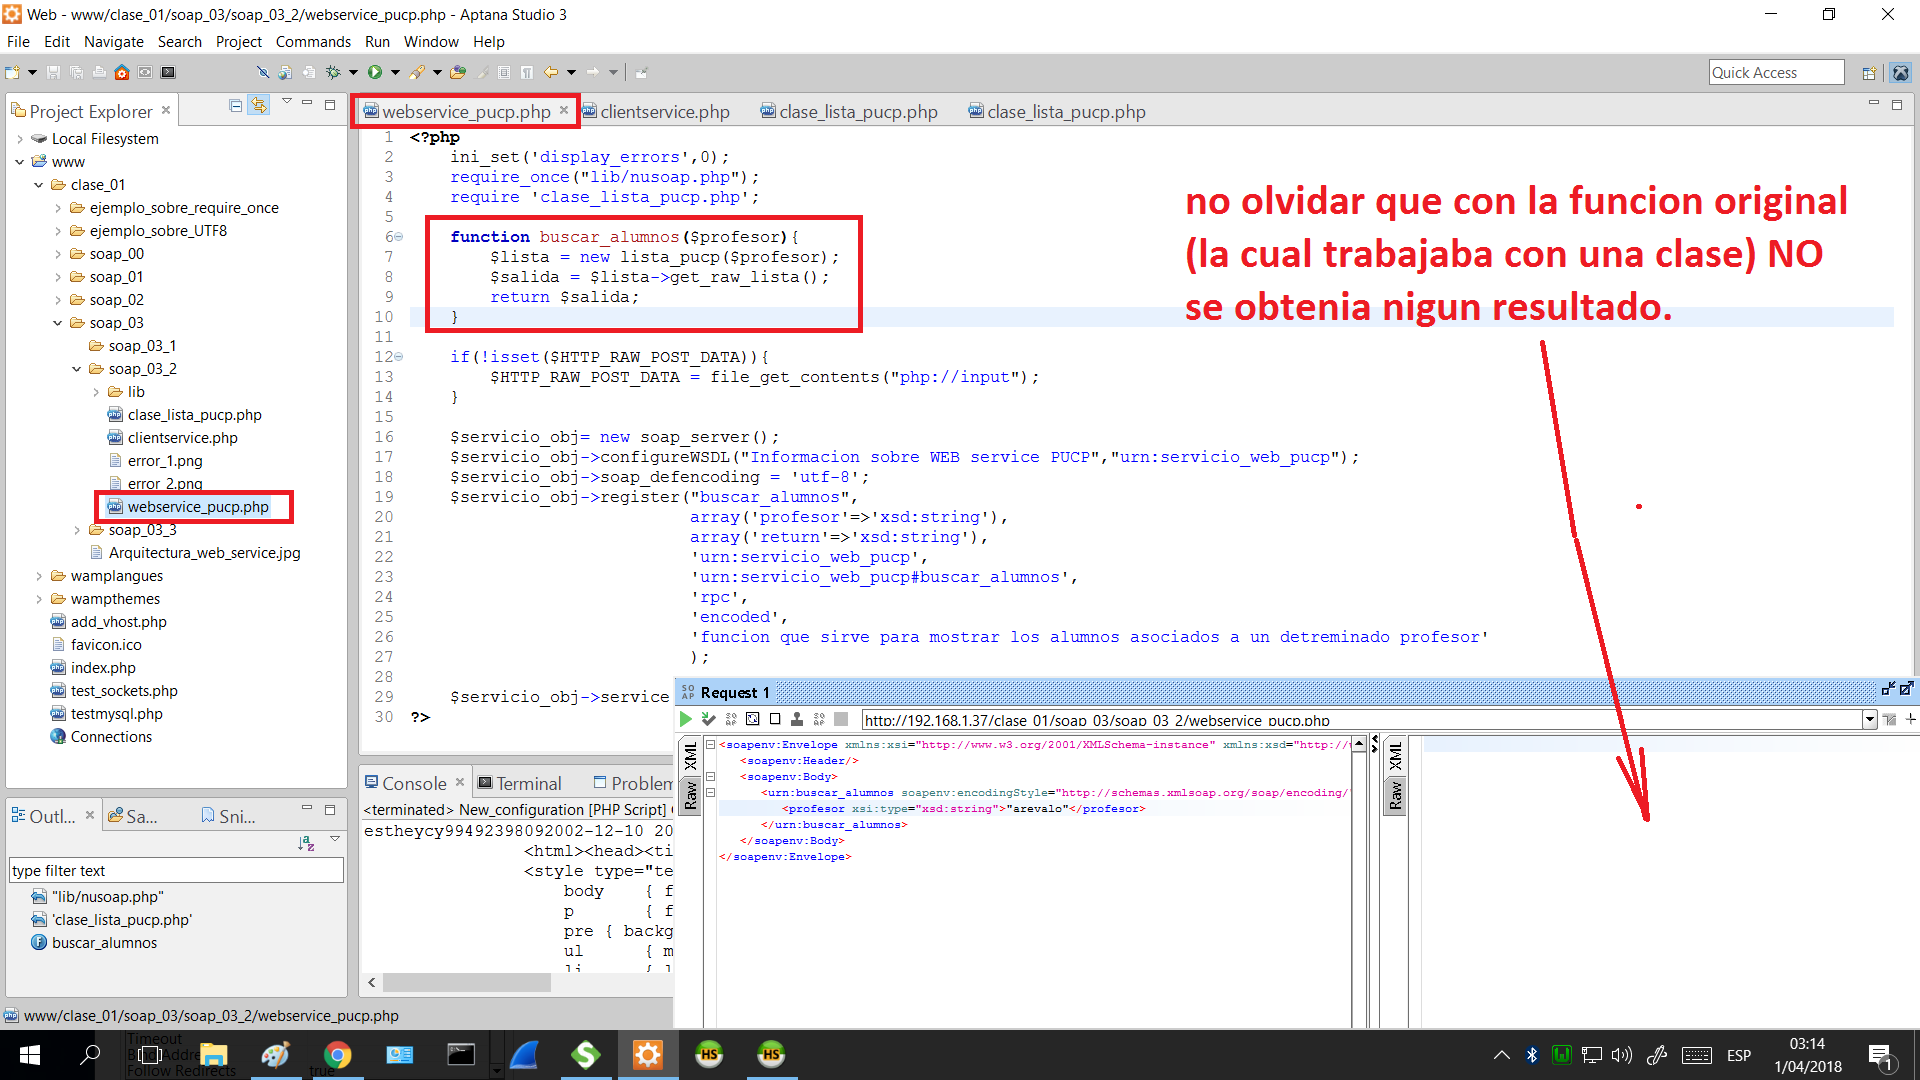 Web - www/clase_01/soap_03/soap_03_2/webservice_pucp.php - Aptana Studio 3
File Edit Navigate Search Project Commands Run Window Help
Quick Access
Project Explorer
Local Filesystem
www
clase_01
ejemplo_sobre_require_once
ejemplo_sobre_UTF8
soap_00
soap_01
soap_02
soap_03
soap_03_1
soap_03_2
lib
clase_lista_pucp.php
clientservice.php
error_1.png
error_2.png
webservice_pucp.php
soap_03_3
Arquitectura_web_service.jpg
wamplangues
wampthemes
add_vhost.php
favicon.ico
index.php
test_sockets.php
testmysql.php
Connections
webservice_pucp.php clientservice.php clase_lista_pucp.php clase_lista_pucp.php
1 <?php
2 ini_set('display_errors',0);
3 require_once("lib/nusoap.php");
4 require 'clase_lista_pucp.php';
5
6 function buscar_alumnos($profesor){
7 $lista = new lista_pucp($profesor);
8 $salida = $lista->get_raw_lista();
9 return $salida;
10 }
11
12 if(!isset($HTTP_RAW_POST_DATA)){
13 $HTTP_RAW_POST_DATA = file_get_contents("php://input");
14 }
15
16 $servicio_obj= new soap_server();
17 $servicio_obj->configureWSDL("Informacion sobre WEB service PUCP","urn:servicio_web_pucp");
18 $servicio_obj->soap_defencoding = 'utf-8';
19 $servicio_obj->register("buscar_alumnos",
20 array('profesor'=>'xsd:string'),
21 array('return'=>'xsd:string'),
22 'urn:servicio_web_pucp',
23 'urn:servicio_web_pucp#buscar_alumnos',
24 'rpc',
25 'encoded',
26 'funcion que sirve para mostrar los alumnos asociados a un detreminado profesor'
27 );
28
29 $servicio_obj->service
30 ?>
no olvidar que con la funcion original
(la cual trabajaba con una clase) NO
se obtenia nigun resultado.
Outl... Sa... Sni...
type filter text
"lib/nusoap.php"
'clase_lista_pucp.php'
buscar_alumnos
Console Terminal Problem
<terminated> New_configuration [PHP Script]
estheycy99492398092002-12-10 20
<html><head><ti
<style type="te
body { f
p { f
pre { backg
ul { m
li { l
SOAP Request 1
http://192.168.1.37/clase_01/soap_03/soap_03_2/webservice_pucp.php
XML
Raw
<soapenv:Envelope xmlns:xsi="http://www.w3.org/2001/XMLSchema-instance" xmlns:xsd="http://
<soapenv:Header/>
<soapenv:Body>
<urn:buscar_alumnos soapenv:encodingStyle="http://schemas.xmlsoap.org/soap/encoding/"
<profesor xsi:type="xsd:string">"arevalo"</profesor>
</urn:buscar_alumnos>
</soapenv:Body>
</soapenv:Envelope>
XML
Raw
www/clase_01/soap_03/soap_03_2/webservice_pucp.php
Timeout
Follow Redirects
true
HS HS
ESP
03:14
1/04/2018
1